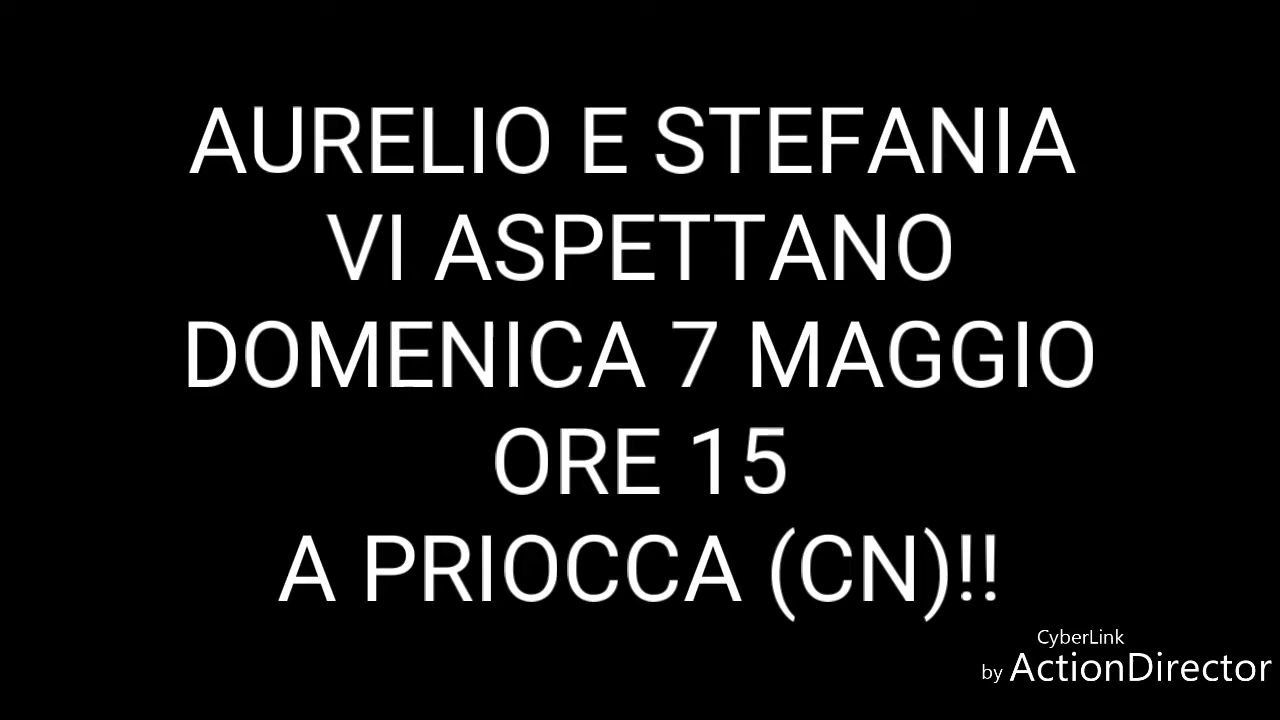 AURELIO E STEFANIA
VI ASPETTANO
DOMENICA 7 MAGGIO
ORE 15
A PRIOCCA (CN)!!
CyberLink
by ActionDirector